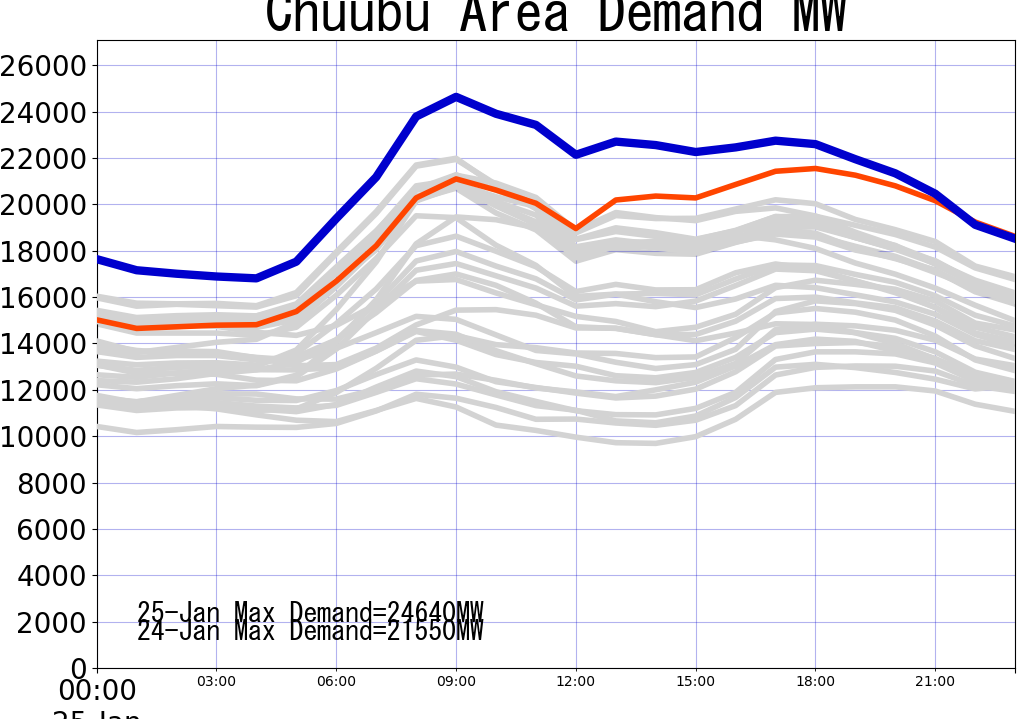 Chuubu Area Demand MW
26000
24000
22000
20000
18000
16000
14000
12000
10000
8000
6000
4000
2000
0
25-Jan Max Demand=24640MW
24-Jan Max Demand=21550MW
00:00 03:00 06:00 09:00 12:00 15:00 18:00 21:00
25-Jan